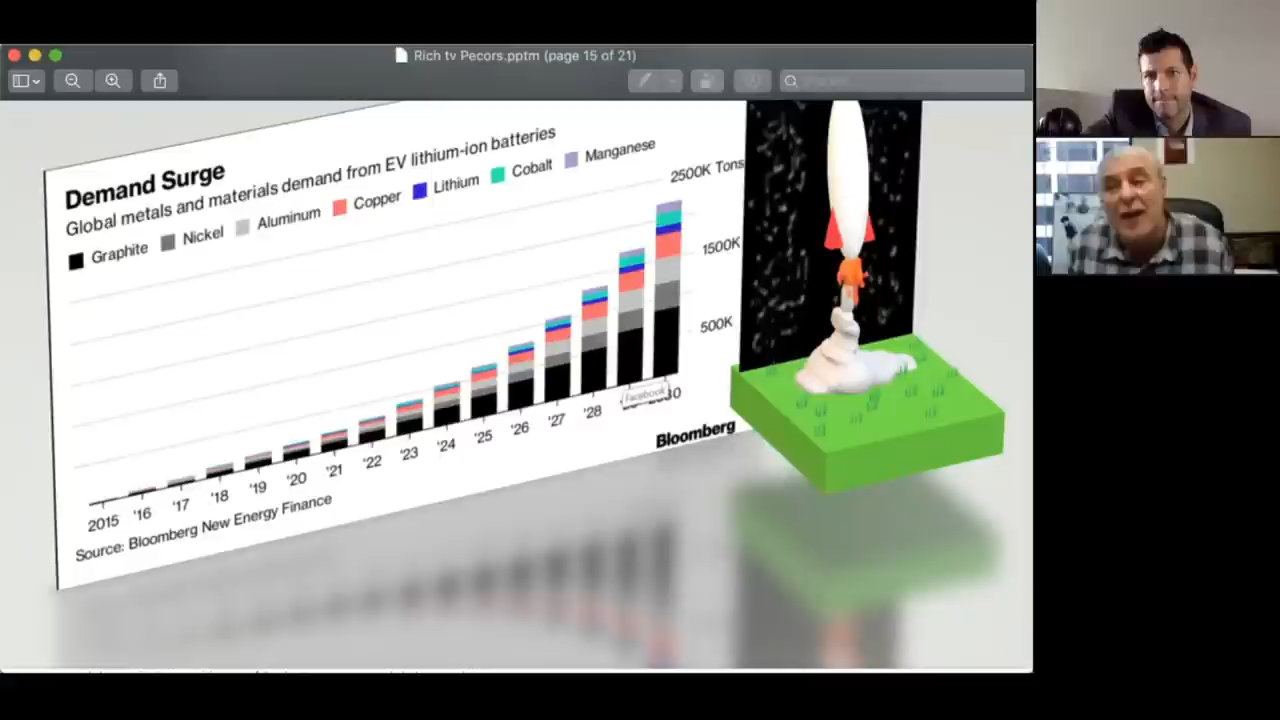 Rich tv Pecors.pptm (page 15 of 21)
Demand Surge
Global metals and materials demand from EV lithium-ion batteries
Graphite Nickel Aluminum Copper Lithium Cobalt Manganese
2500K Tons
1500K
500K
2015 '16 '17 '18 '19 '20 '21 '22 '23 '24 '25 '26 '27 '28
Facebook
Bloomberg
Source: Bloomberg New Energy Finance